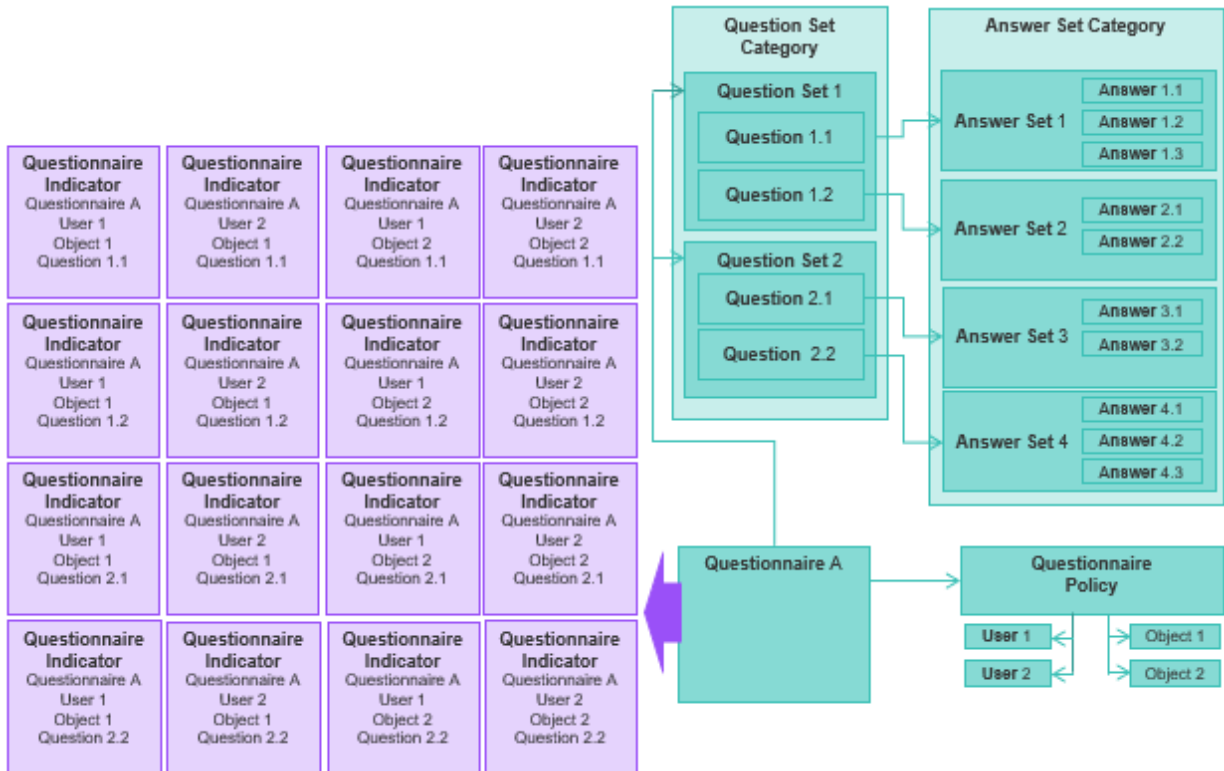 Question Set
Category
Question Set 1
Question 1.1
Question 1.2
Question Set 2
Question 2.1
Question 2.2
Answer Set Category
Answer Set 1
Answer 1.1
Answer 1.2
Answer 1.3
Answer Set 2
Answer 2.1
Answer 2.2
Answer Set 3
Answer 3.1
Answer 3.2
Answer Set 4
Answer 4.1
Answer 4.2
Answer 4.3
Questionnaire
Indicator
Questionnaire A
User 1
Object 1
Question 1.1
Questionnaire
Indicator
Questionnaire A
User 2
Object 1
Question 1.1
Questionnaire
Indicator
Questionnaire A
User 1
Object 2
Question 1.1
Questionnaire
Indicator
Questionnaire A
User 2
Object 2
Question 1.1
Questionnaire
Indicator
Questionnaire A
User 1
Object 1
Question 1.2
Questionnaire
Indicator
Questionnaire A
User 2
Object 1
Question 1.2
Questionnaire
Indicator
Questionnaire A
User 1
Object 2
Question 1.2
Questionnaire
Indicator
Questionnaire A
User 2
Object 2
Question 1.2
Questionnaire
Indicator
Questionnaire A
User 1
Object 1
Question 2.1
Questionnaire
Indicator
Questionnaire A
User 2
Object 1
Question 2.1
Questionnaire
Indicator
Questionnaire A
User 1
Object 2
Question 2.1
Questionnaire
Indicator
Questionnaire A
User 2
Object 2
Question 2.1
Questionnaire
Indicator
Questionnaire A
User 1
Object 1
Question 2.2
Questionnaire
Indicator
Questionnaire A
User 2
Object 1
Question 2.2
Questionnaire
Indicator
Questionnaire A
User 1
Object 2
Question 2.2
Questionnaire
Indicator
Questionnaire A
User 2
Object 2
Question 2.2
Questionnaire A
Questionnaire
Policy
User 1
Object 1
User 2
Object 2